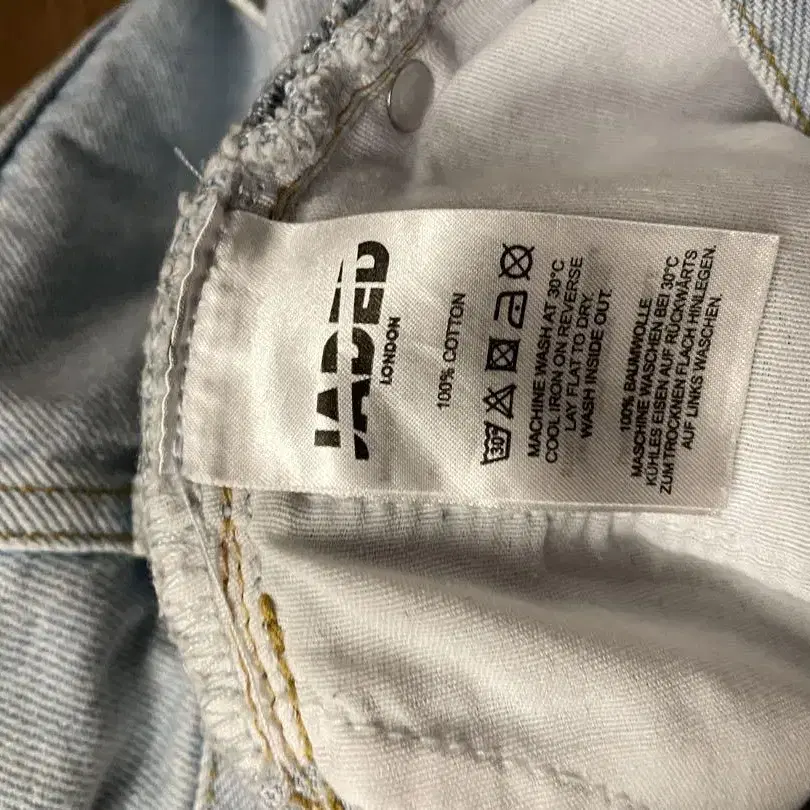 JADED
LONDON
100% COTTON
30°
MACHINE WASH AT 30°C
COOL IRON ON REVERSE
LAY FLAT TO DRY
WASH INSIDE OUT.
100% BAUMWOLLE
MASCHINE WASCHEN BEI 30°C
KÜHLES EISEN AUF RÜCKWÄRTS
ZUMTROCKNEN FLACH HINLEGEN.
AUF LINKS WASCHEN.